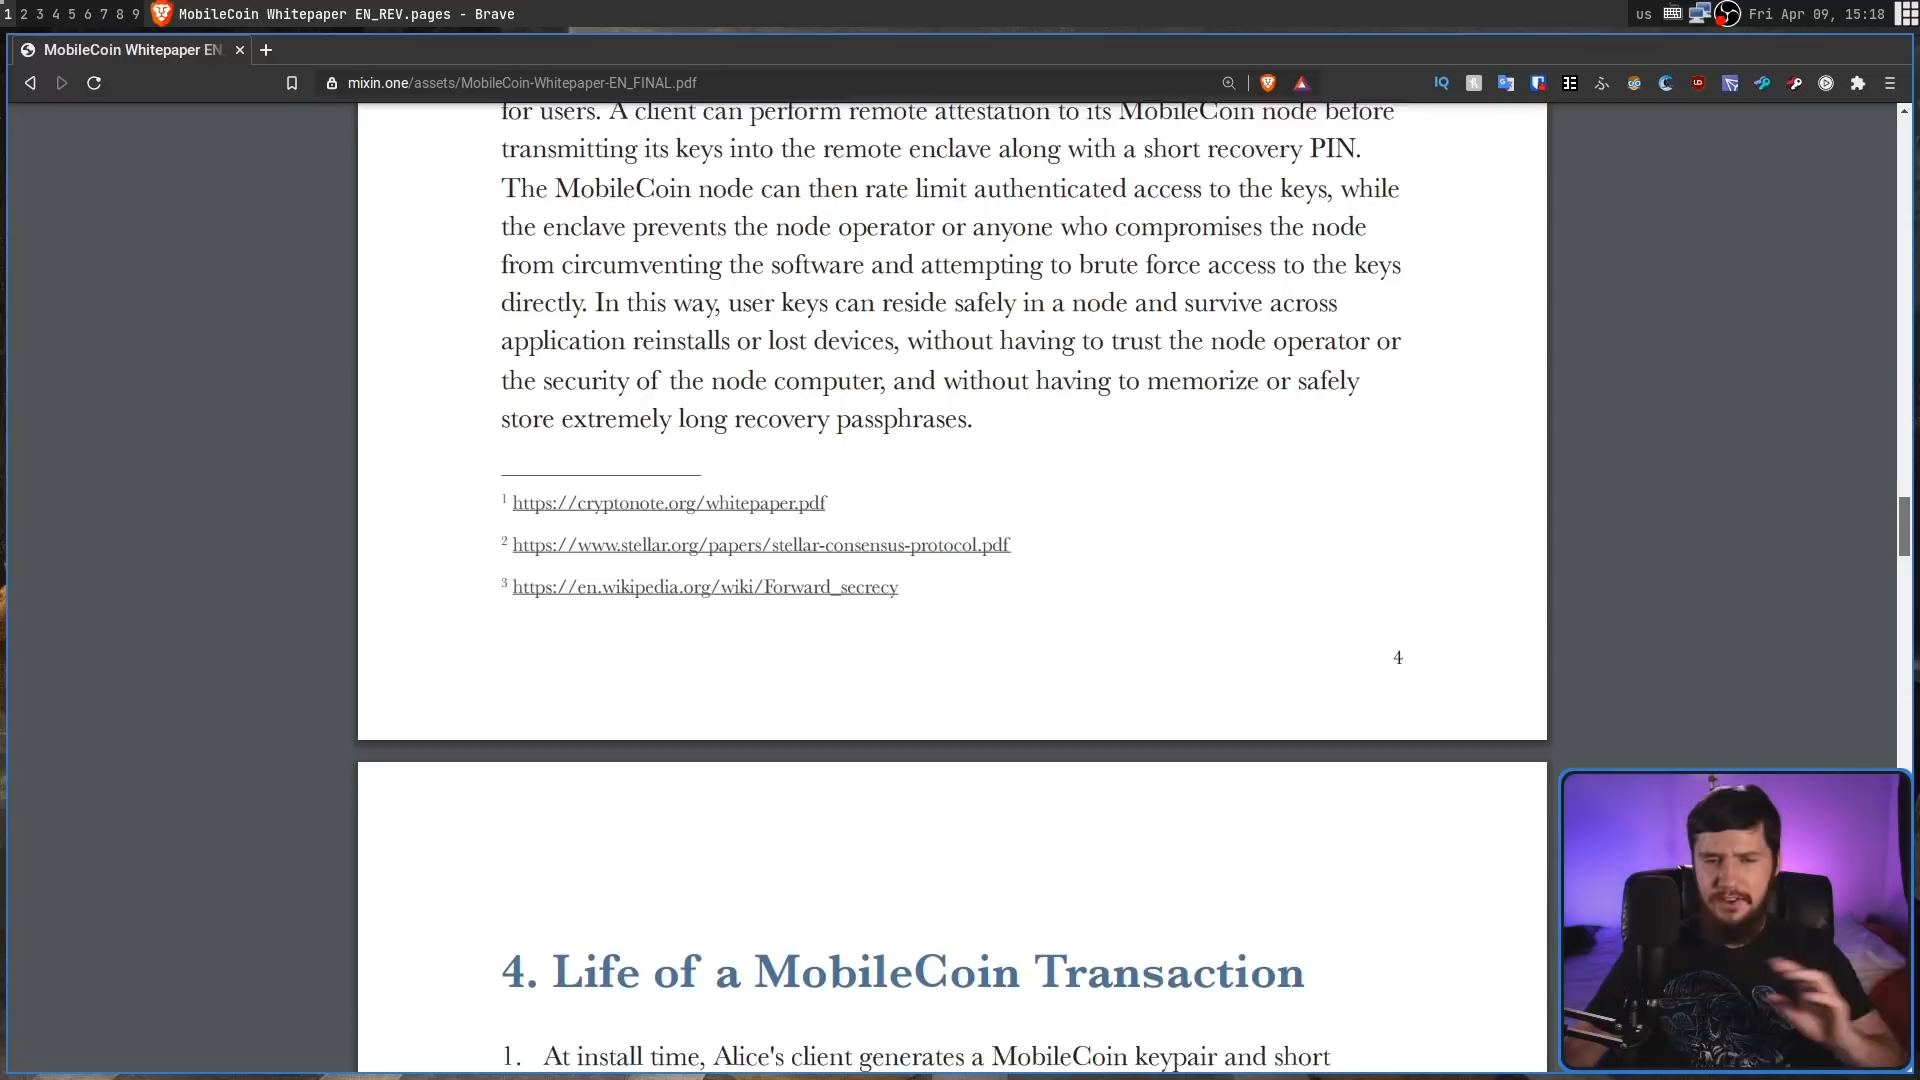 1 2 3 4 5 6 7 8 9 MobileCoin Whitepaper EN_REV.pages - Brave us Fri Apr 09, 15:18
MobileCoin Whitepaper EN
mixin.one/assets/MobileCoin-Whitepaper-EN_FINAL.pdf IQ
for users. A client can perform remote attestation to its MobileCoin node before
transmitting its keys into the remote enclave along with a short recovery PIN.
The MobileCoin node can then rate limit authenticated access to the keys, while
the enclave prevents the node operator or anyone who compromises the node
from circumventing the software and attempting to brute force access to the keys
directly. In this way, user keys can reside safely in a node and survive across
application reinstalls or lost devices, without having to trust the node operator or
the security of the node computer, and without having to memorize or safely
store extremely long recovery passphrases.
1 https://cryptonote.org/whitepaper.pdf
2 https://www.stellar.org/papers/stellar-consensus-protocol.pdf
3 https://en.wikipedia.org/wiki/Forward_secrecy
4
4. Life of a MobileCoin Transaction
1. At install time, Alice's client generates a MobileCoin keypair and short